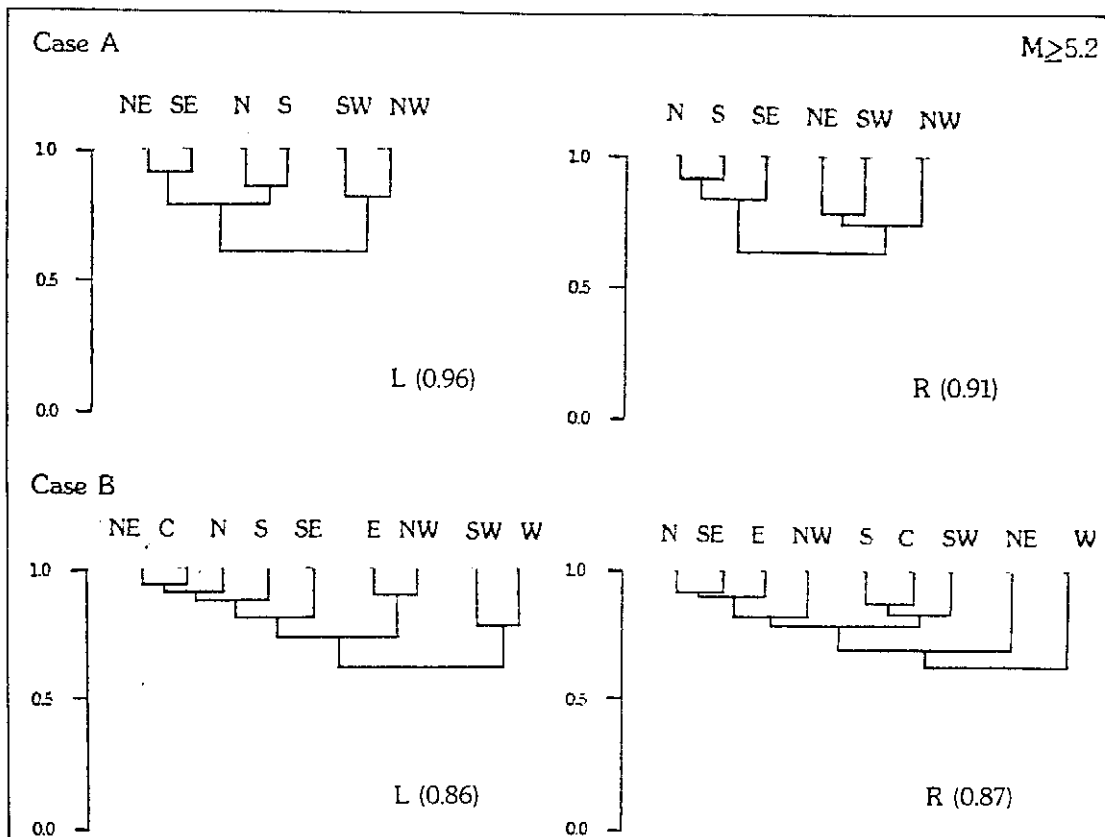 Case A
M≥5.2
NE SE N S SW NW
N S SE NE SW NW
1.0
0.5
0.0
L (0.96)
1.0
0.5
0.0
R (0.91)
Case B
NE C N S SE E NW SW W
N SE E NW S C SW NE W
1.0
0.5
0.0
L (0.86)
1.0
0.5
0.0
R (0.87)